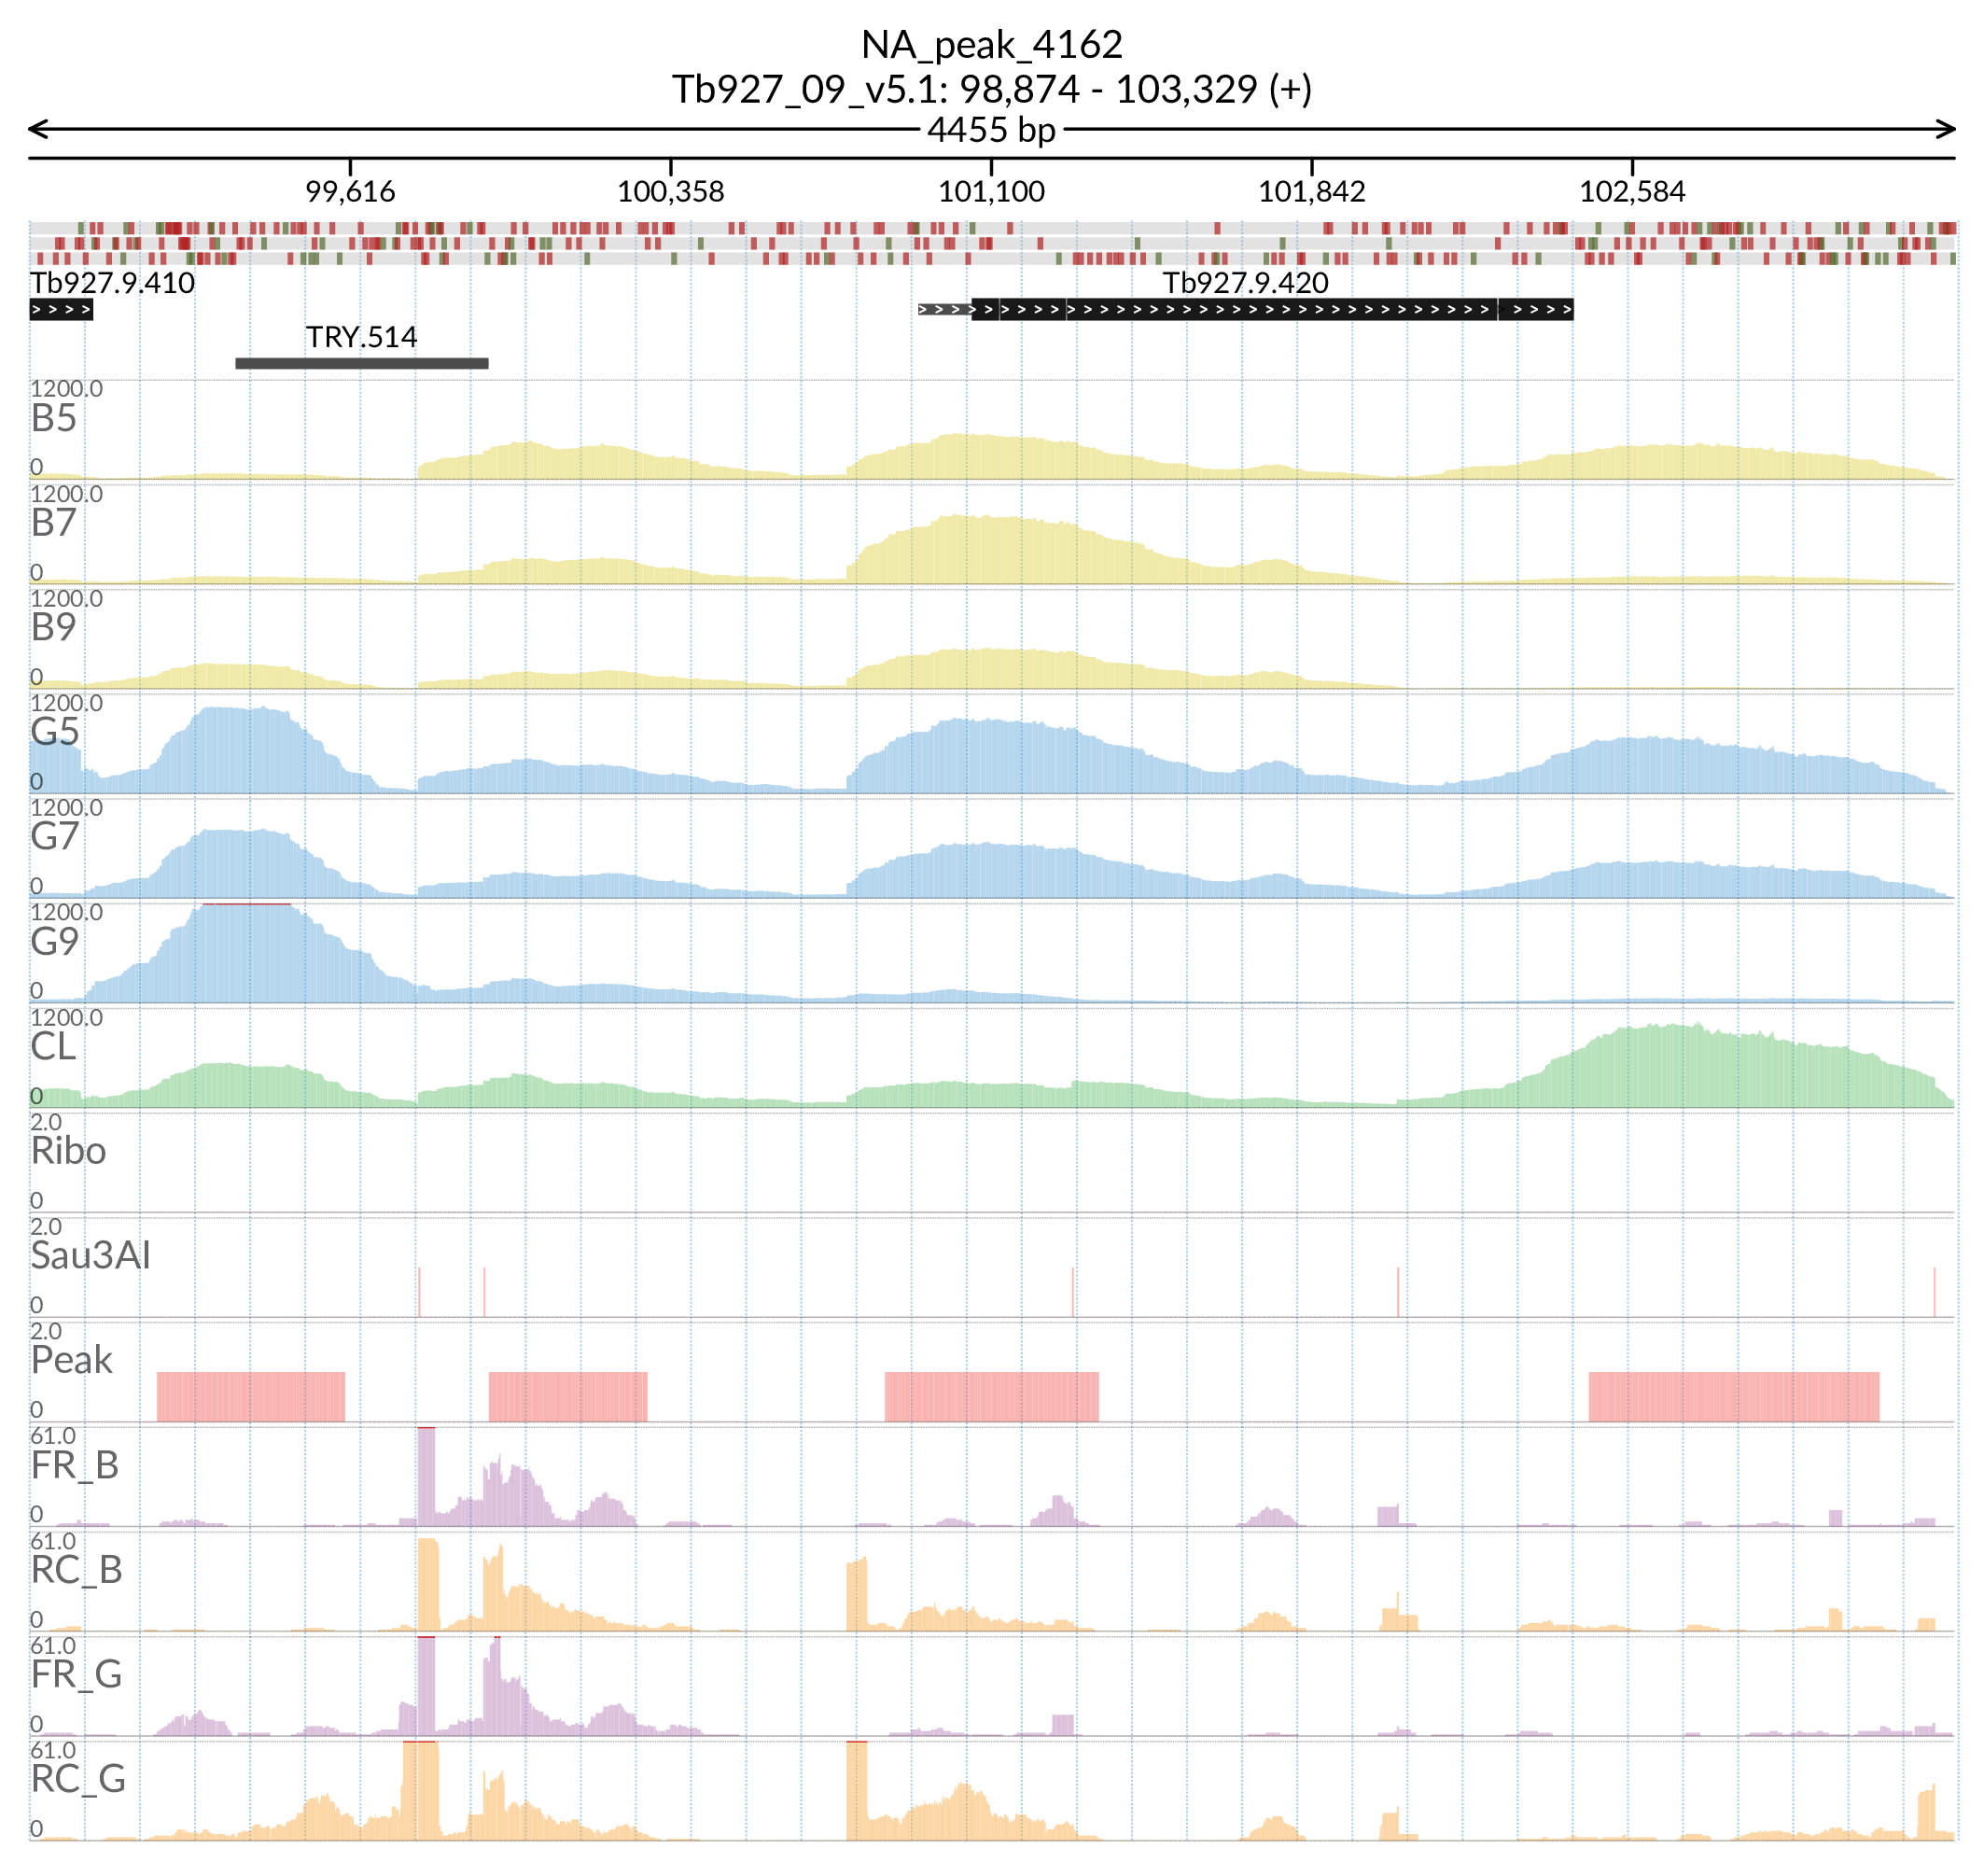 NA_peak_4162
Tb927_09_v5.1: 98,874 - 103,329 (+)
4455 bp
99,616 100,358 101,100 101,842 102,584
Tb927.9.410 Tb927.9.420
TRY.514
1200.0
B5
0
1200.0
B7
0
1200.0
B9
0
1200.0
G5
0
1200.0
G7
0
1200.0
G9
0
1200.0
CL
0
2.0
Ribo
0
2.0
Sau3AI
0
2.0
Peak
0
61.0
FR_B
0
61.0
RC_B
0
61.0
FR_G
0
61.0
RC_G
0